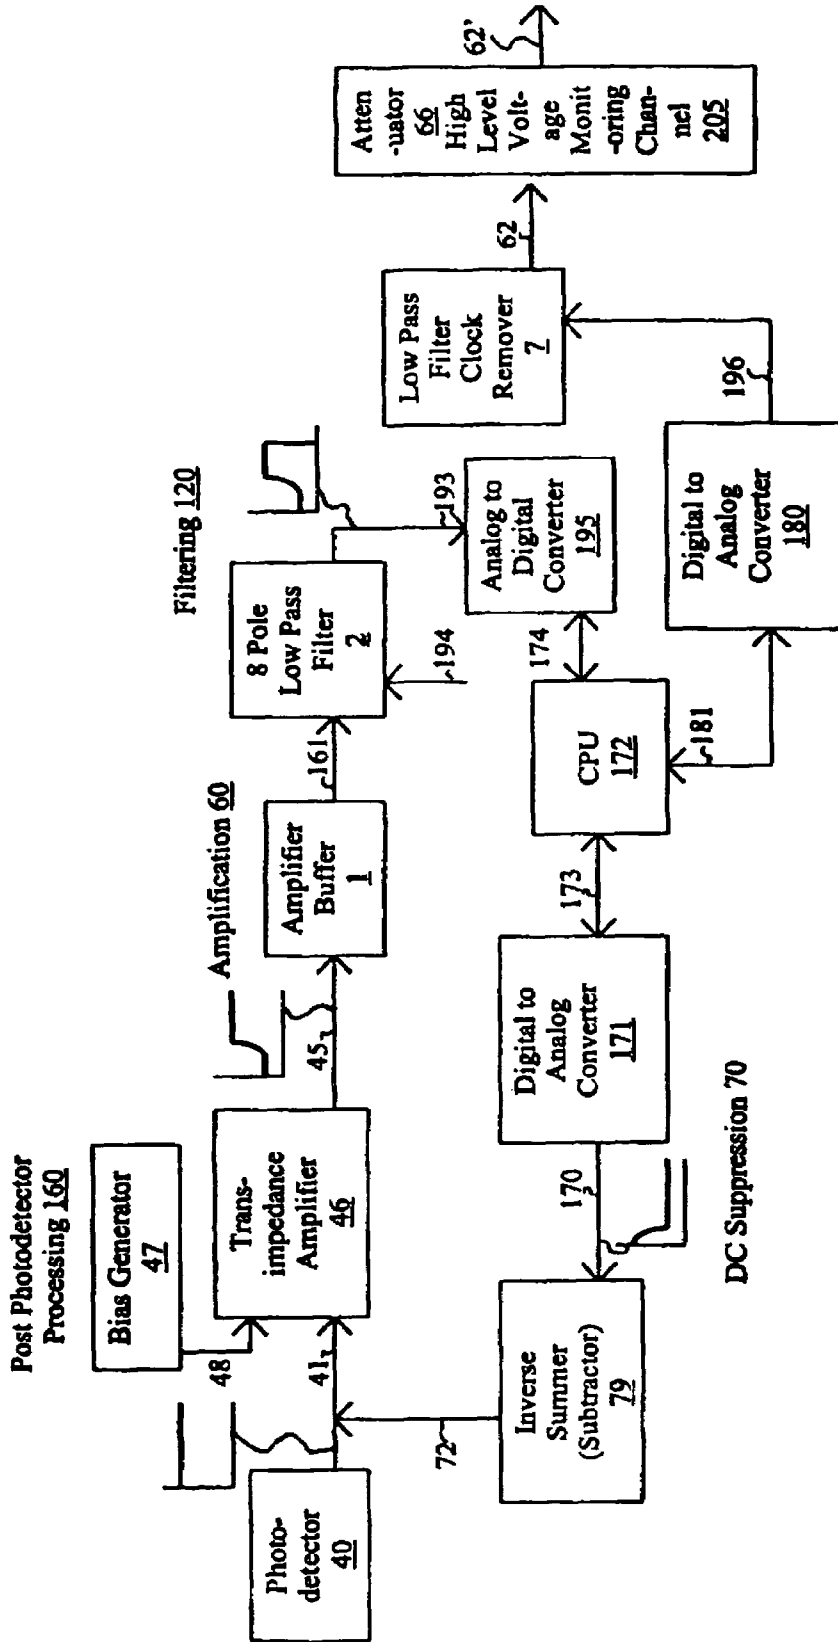 Post Photodetector
Processing 160
Bias Generator
47
48
Photo-
detector
40
41
Trans-
impedance
Amplifier
46
45
Amplification 60
Amplifier
Buffer
1
161
Filtering 120
8 Pole
Low Pass
Filter
2
194
193
Analog to
Digital
Converter
195
174
CPU
172
173
Digital to
Analog
Converter
171
170
Inverse
Summer
(Subtractor)
79
72
DC Suppression 70
181
Digital to
Analog
Converter
180
196
Low Pass
Filter
Clock
Remover
7
62
Atten
-uator
66
High
Level
Volt-
age
Monit
-oring
Chan-
nel
205
62'